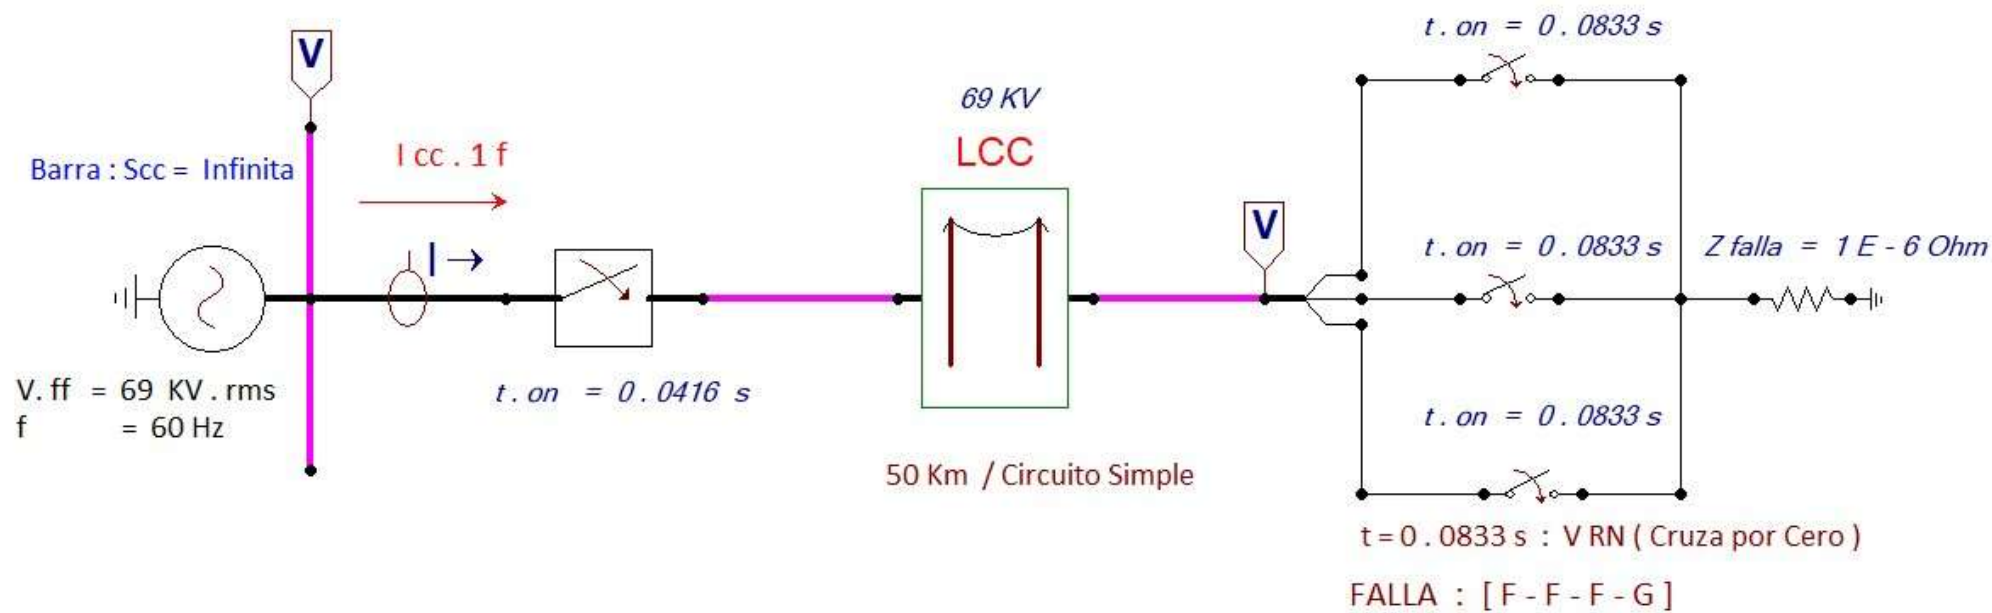 t . on = 0 . 0833 s
V
69 KV
LCC
I cc . 1 f
Barra : Scc = Infinita
V
I →
t . on = 0 . 0833 s
Z falla = 1 E - 6 Ohm
V. ff = 69 KV . rms
f = 60 Hz
t . on = 0 . 0416 s
t . on = 0 . 0833 s
50 Km / Circuito Simple
t = 0 . 0833 s : V RN ( Cruza por Cero )
FALLA : [ F - F - F - G ]